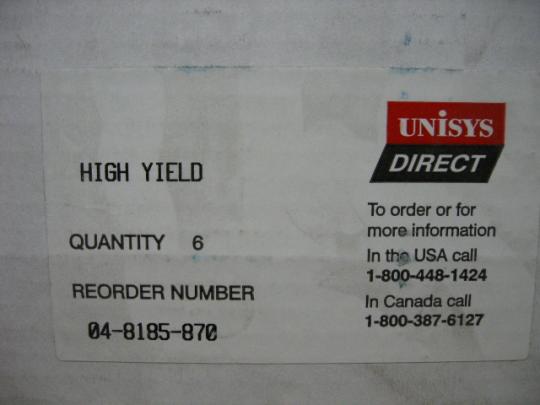 HIGH YIELD
QUANTITY 6
REORDER NUMBER
04-8185-870
UNiSYS
DIRECT
To order or for
more information
In the USA call
1-800-448-1424
In Canada call
1-800-387-6127